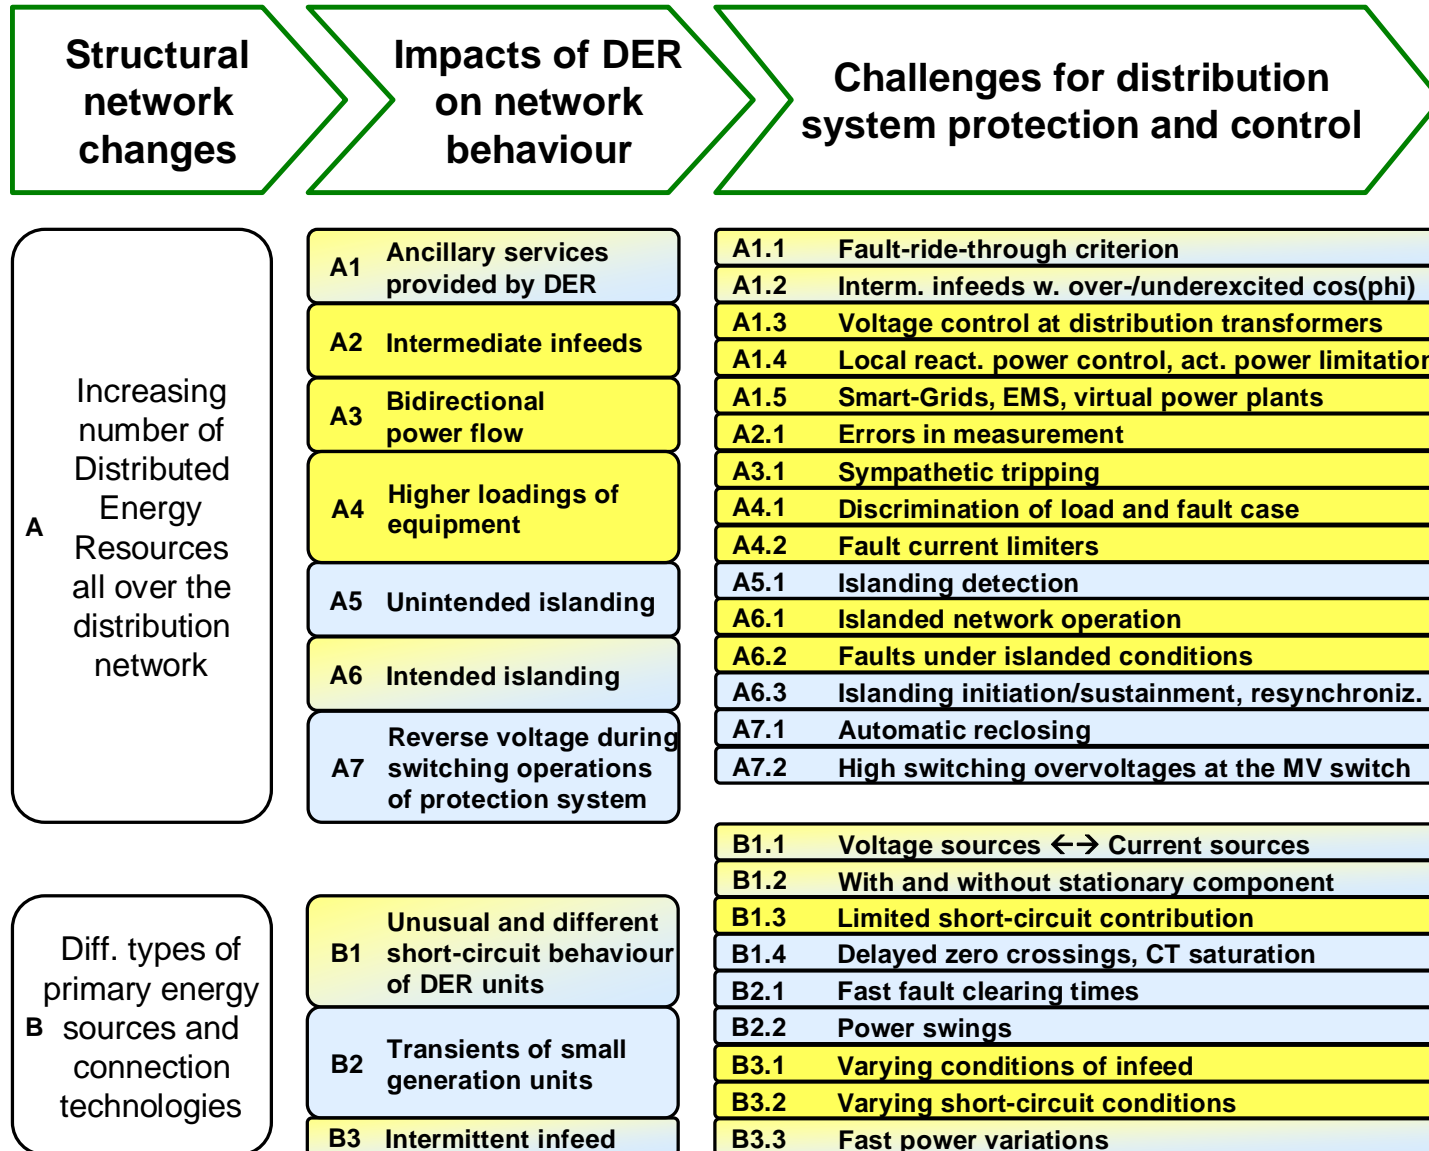 Structural
network
changes
Impacts of DER
on network
behaviour
Challenges for distribution
system protection and control
A
Increasing
number of
Distributed
Energy
Resources
all over the
distribution
network
A1 Ancillary services
provided by DER
A2 Intermediate infeeds
A3 Bidirectional
power flow
A4 Higher loadings of
equipment
A5 Unintended islanding
A6 Intended islanding
A7 Reverse voltage during
switching operations
of protection system
A1.1 Fault-ride-through criterion
A1.2 Interm. infeeds w. over-/underexcited cos(phi)
A1.3 Voltage control at distribution transformers
A1.4 Local react. power control, act. power limitation
A1.5 Smart-Grids, EMS, virtual power plants
A2.1 Errors in measurement
A3.1 Sympathetic tripping
A4.1 Discrimination of load and fault case
A4.2 Fault current limiters
A5.1 Islanding detection
A6.1 Islanded network operation
A6.2 Faults under islanded conditions
A6.3 Islanding initiation/sustainment, resynchroniz.
A7.1 Automatic reclosing
A7.2 High switching overvoltages at the MV switch
B
Diff. types of
primary energy
sources and
connection
technologies
B1 Unusual and different
short-circuit behaviour
of DER units
B2 Transients of small
generation units
B3 Intermittent infeed
B1.1 Voltage sources ←→ Current sources
B1.2 With and without stationary component
B1.3 Limited short-circuit contribution
B1.4 Delayed zero crossings, CT saturation
B2.1 Fast fault clearing times
B2.2 Power swings
B3.1 Varying conditions of infeed
B3.2 Varying short-circuit conditions
B3.3 Fast power variations